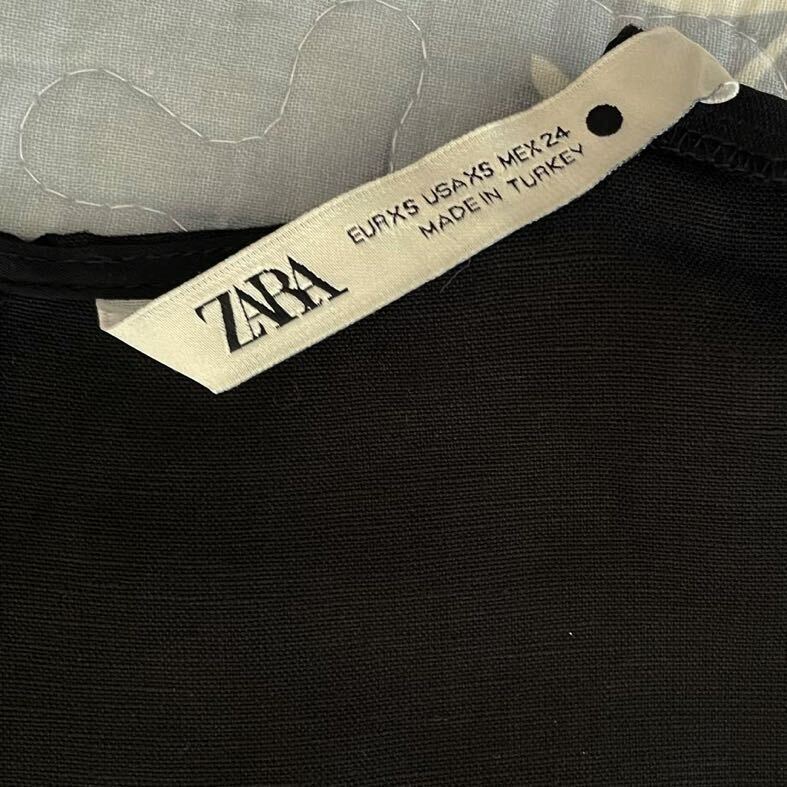 ZARA
EUR XS USA XS MEX 24
MADE IN TURKEY